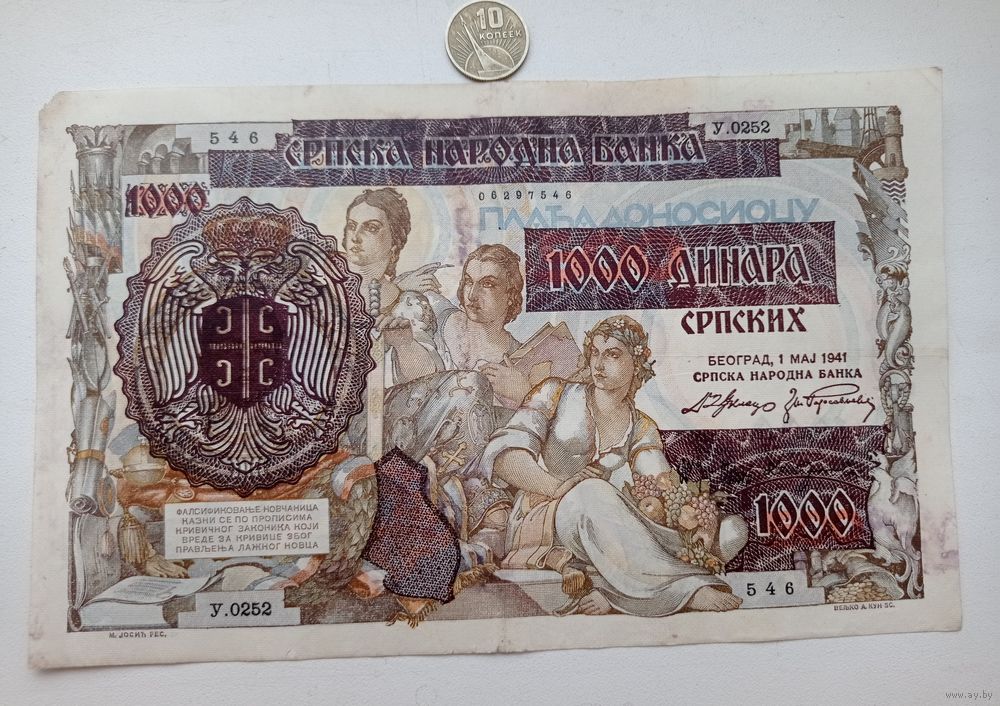 10
КОПЕЕК
546
СРПСКА НАРОДНА БАНКА
У.0252
1000
06297546
ПЛАЋА ДОНОСИОЦУ
1000 ДИНАРА
СРПСКИХ
БЕОГРАД, 1 МАЈ 1941
СРПСКА НАРОДНА БАНКА
1000
ФАЛСИФИКОВАЊЕ НОВЧАНИЦА
КАЗНИ СЕ ПО ПРОПИСИМА
КРИВИЧНОГ ЗАКОНИКА КОЈИ
ВРЕДЕ ЗА КРИВИЦЕ ЗБОГ
ПРАВЉЕЊА ЛАЖНОГ НОВЦА
У.0252
546
М. ЈОСИЋ РЕС.
ВЕЉКО А. КУН SC.
www.ay.by